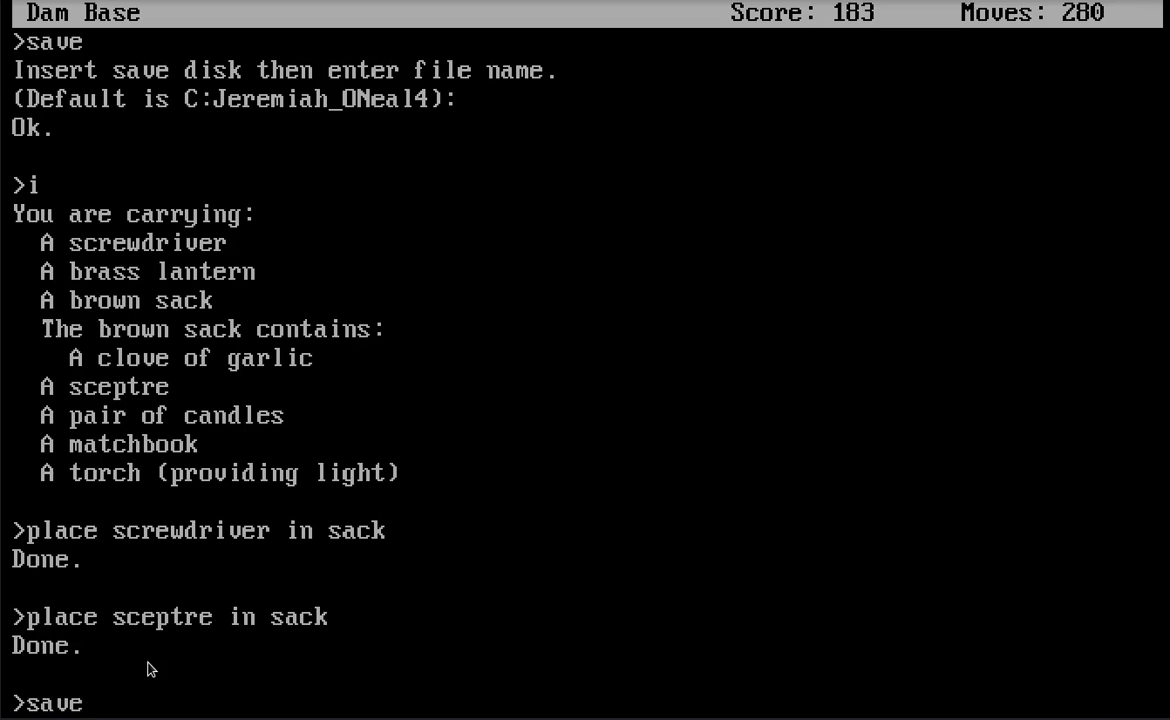 Dam Base Score: 183 Moves: 280
>save
Insert save disk then enter file name.
(Default is C:Jeremiah_ONeal4):
Ok.
>i
You are carrying:
A screwdriver
A brass lantern
A brown sack
The brown sack contains:
A clove of garlic
A sceptre
A pair of candles
A matchbook
A torch (providing light)
>place screwdriver in sack
Done.
>place sceptre in sack
Done.
>save